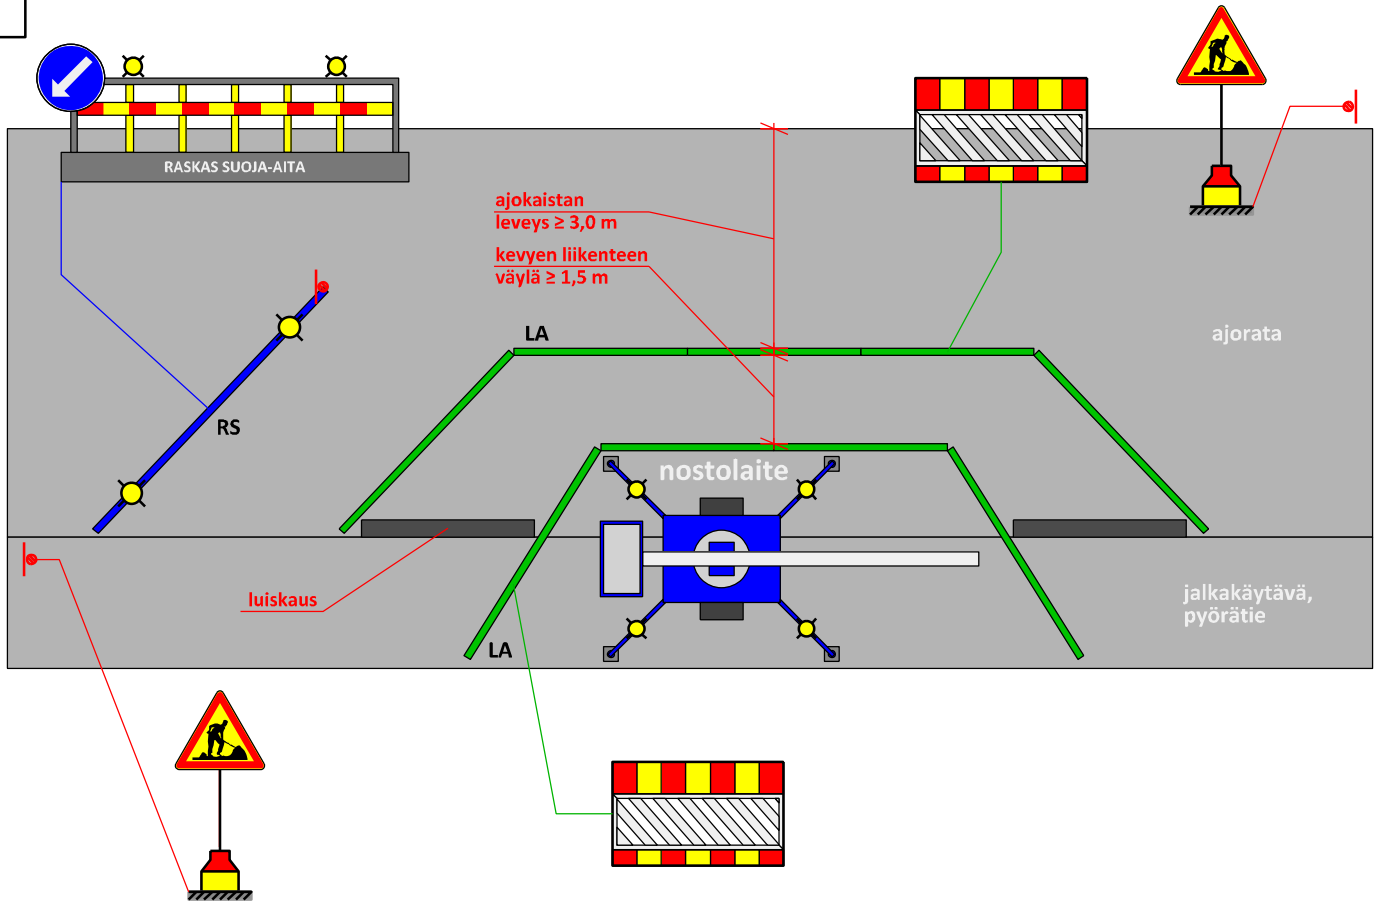 RASKAS SUOJA-AITA
ajokaistan
leveys ≥ 3,0 m
kevyen liikenteen
väylä ≥ 1,5 m
LA
ajorata
RS
nostolaite
luiskaus
jalkakäytävä,
pyörätie
LA